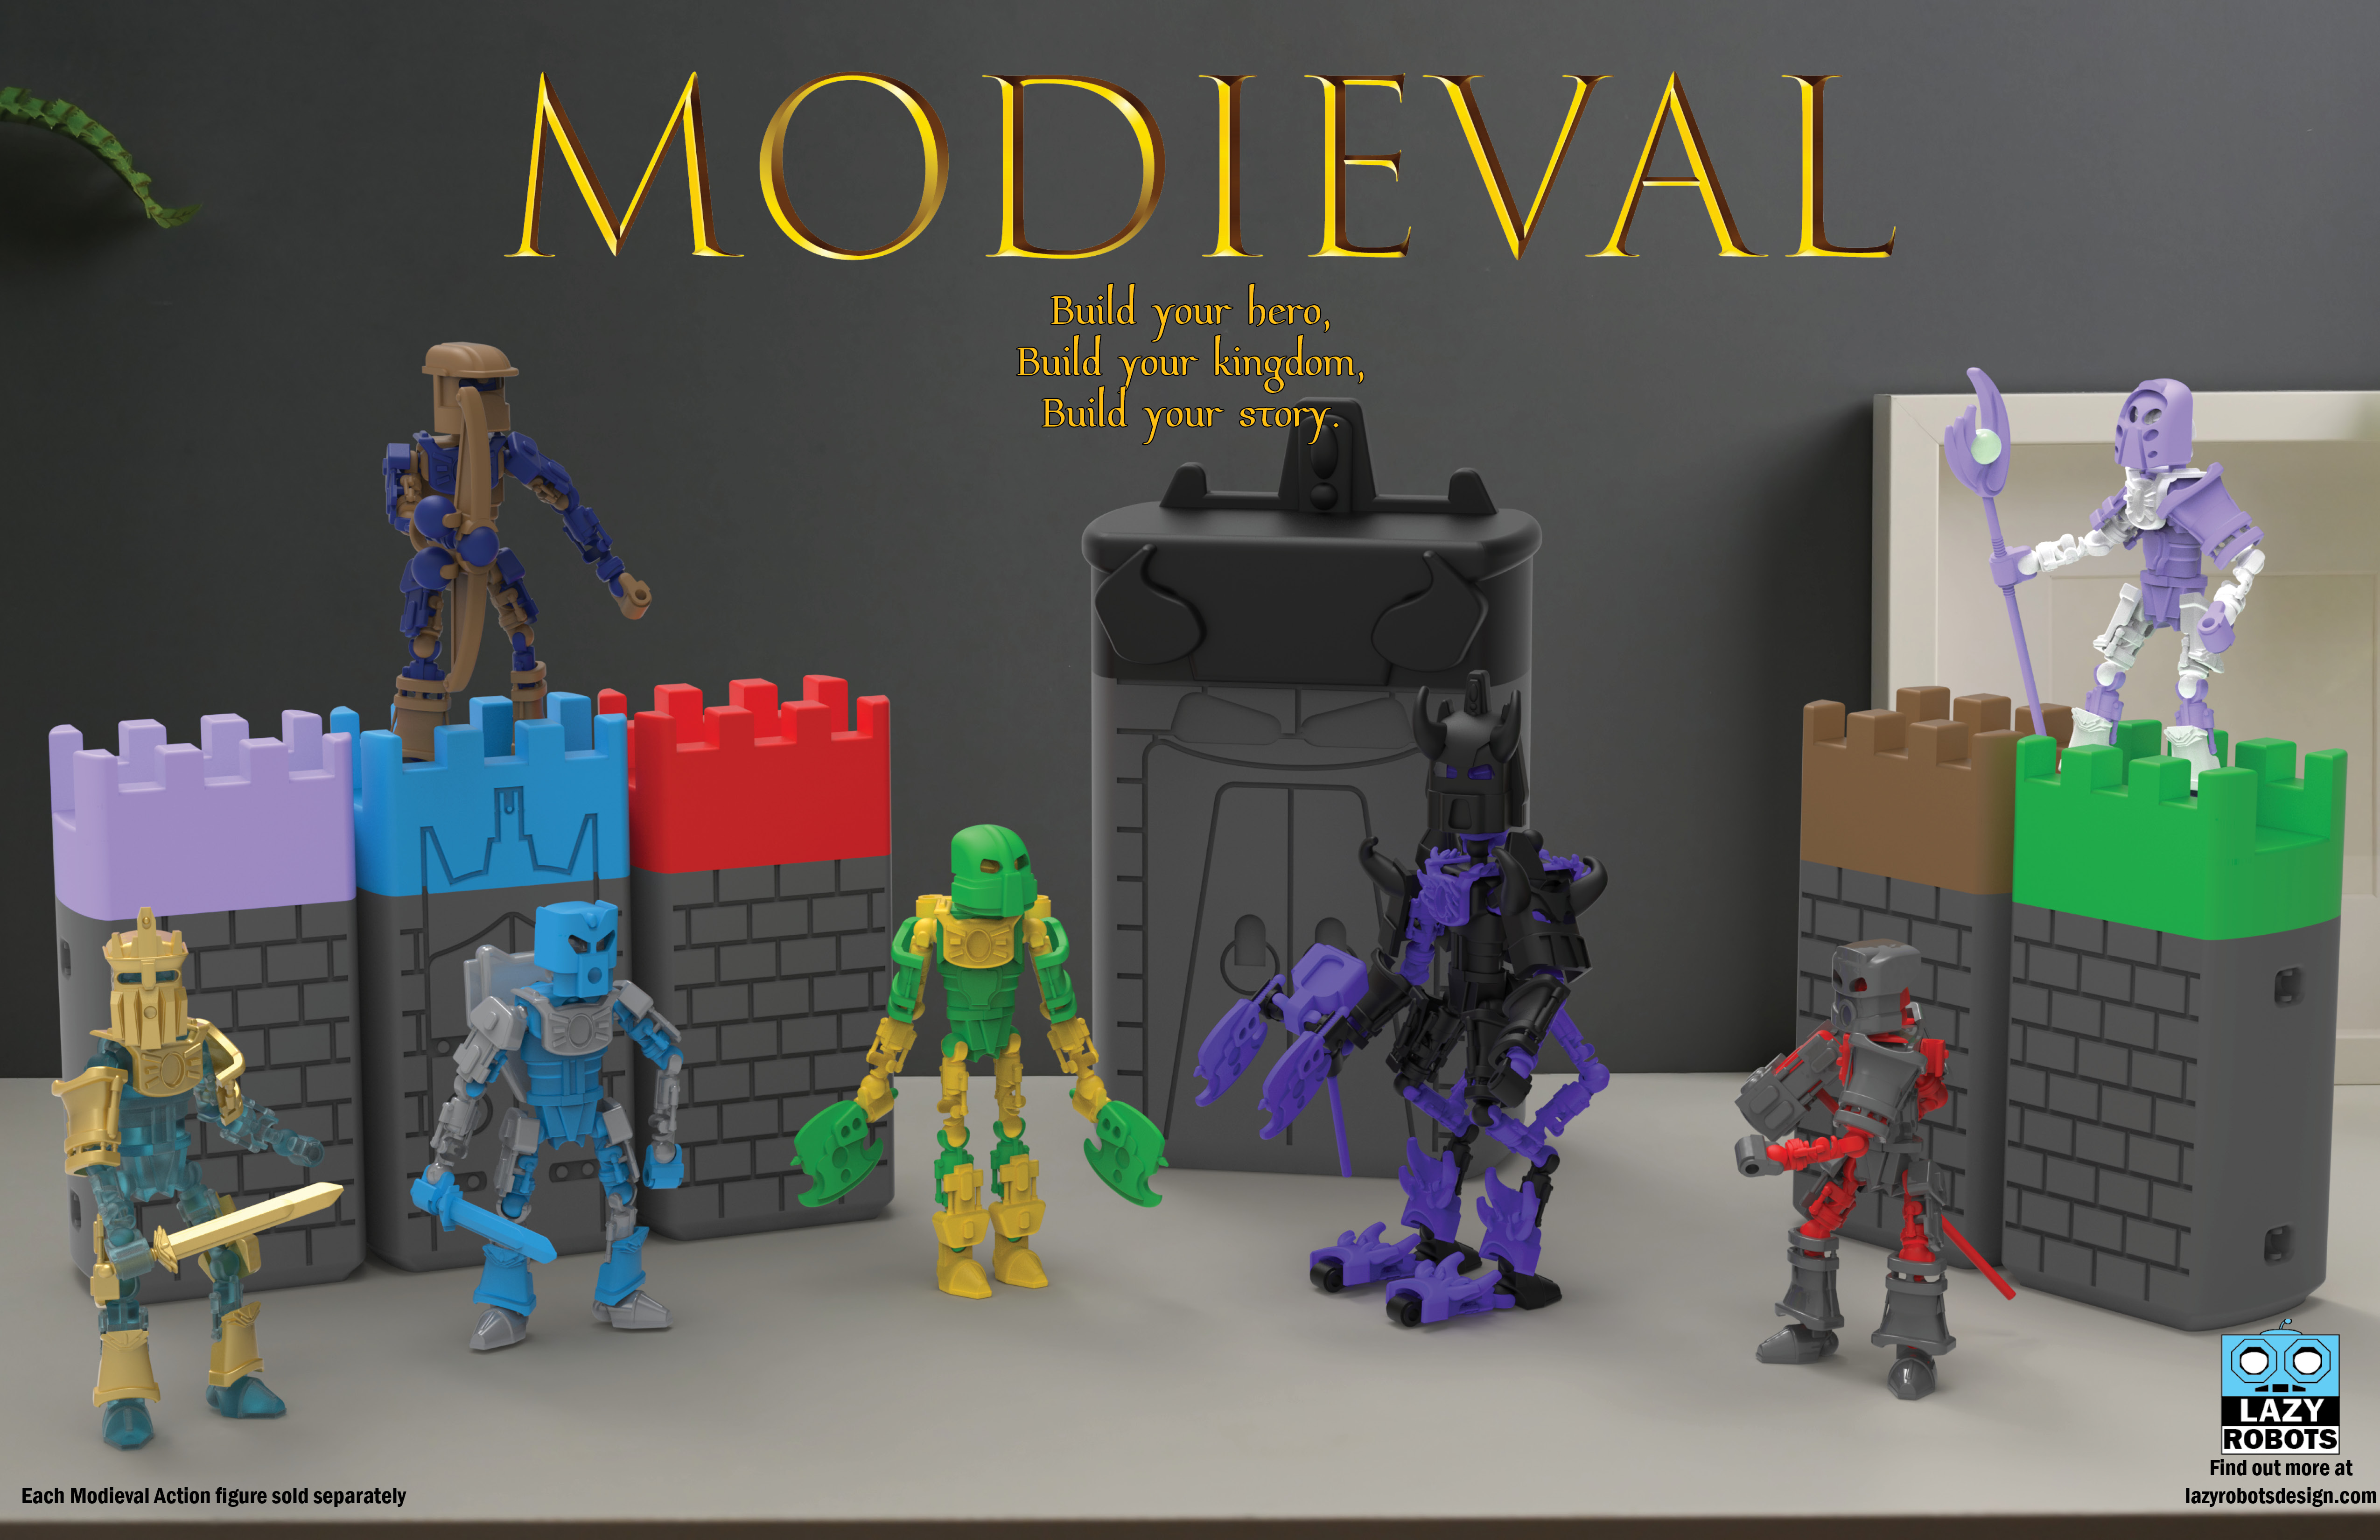 MODIEVAL
Build your hero,
Build your kingdom,
Build your story.
LAZY
ROBOTS
Find out more at
lazyrobotsdesign.com
Each Modieval Action figure sold separately